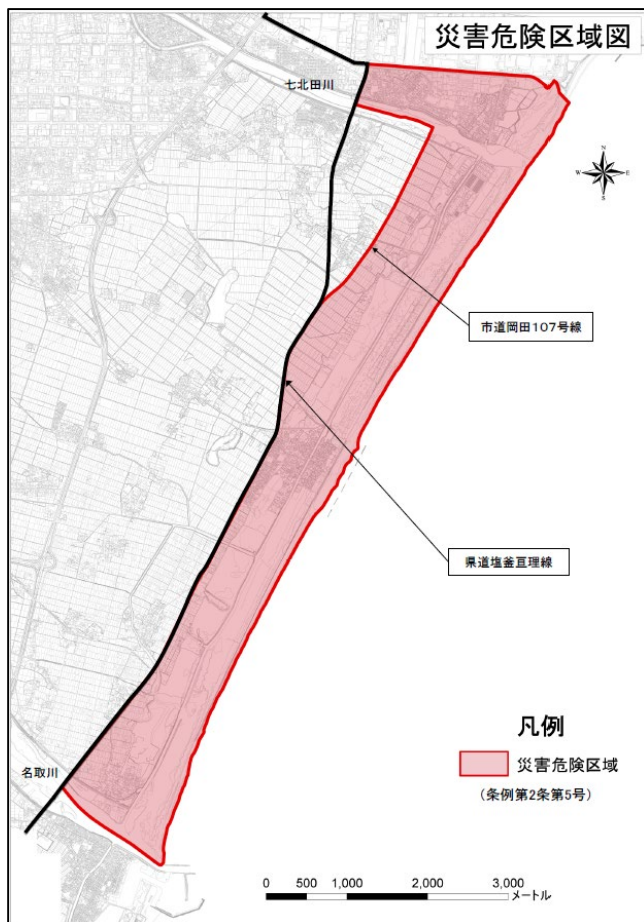 災害危険区域図
七北田川
N
W
E
S
市道岡田107号線
県道塩釜亘理線
凡例
災害危険区域
(条例第2条第5号)
名取川
0 500 1,000 2,000 3,000
メートル